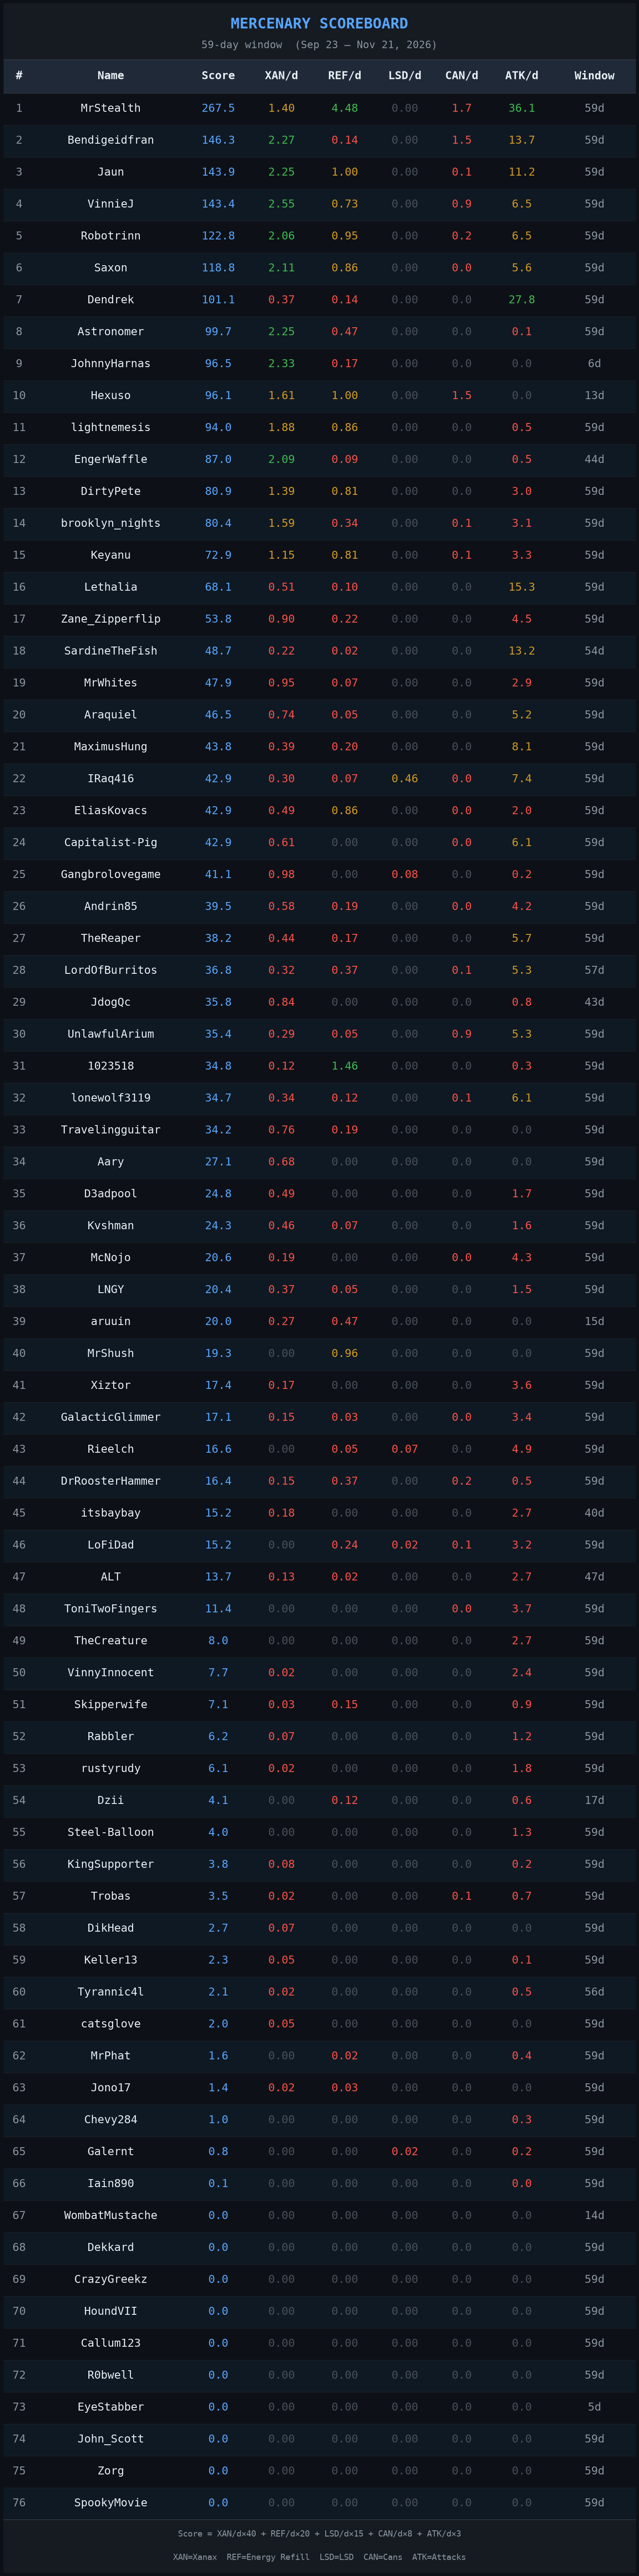 MERCENARY SCOREBOARD
59-day window (Sep 23 — Nov 21, 2026)
# Name Score XAN/d REF/d LSD/d CAN/d ATK/d Window
1 MrStealth 267.5 1.40 4.48 0.00 1.7 36.1 59d
2 Bendigeidfran 146.3 2.27 0.14 0.00 1.5 13.7 59d
3 Jaun 143.9 2.25 1.00 0.00 0.1 11.2 59d
4 VinnieJ 143.4 2.55 0.73 0.00 0.9 6.5 59d
5 Robotrinn 122.8 2.06 0.95 0.00 0.2 6.5 59d
6 Saxon 118.8 2.11 0.86 0.00 0.0 5.6 59d
7 Dendrek 101.1 0.37 0.14 0.00 0.0 27.8 59d
8 Astronomer 99.7 2.25 0.47 0.00 0.0 0.1 59d
9 JohnnyHarnas 96.5 2.33 0.17 0.00 0.0 0.0 6d
10 Hexuso 96.1 1.61 1.00 0.00 1.5 0.0 13d
11 lightnemesis 94.0 1.88 0.86 0.00 0.0 0.5 59d
12 EngerWaffle 87.0 2.09 0.09 0.00 0.0 0.5 44d
13 DirtyPete 80.9 1.39 0.81 0.00 0.0 3.0 59d
14 brooklyn_nights 80.4 1.59 0.34 0.00 0.1 3.1 59d
15 Keyanu 72.9 1.15 0.81 0.00 0.1 3.3 59d
16 Lethalia 68.1 0.51 0.10 0.00 0.0 15.3 59d
17 Zane_Zipperflip 53.8 0.90 0.22 0.00 0.0 4.5 59d
18 SardineTheFish 48.7 0.22 0.02 0.00 0.0 13.2 54d
19 MrWhites 47.9 0.95 0.07 0.00 0.0 2.9 59d
20 Araquiel 46.5 0.74 0.05 0.00 0.0 5.2 59d
21 MaximusHung 43.8 0.39 0.20 0.00 0.0 8.1 59d
22 IRaq416 42.9 0.30 0.07 0.46 0.0 7.4 59d
23 EliasKovacs 42.9 0.49 0.86 0.00 0.0 2.0 59d
24 Capitalist-Pig 42.9 0.61 0.00 0.00 0.0 6.1 59d
25 Gangbrolovegame 41.1 0.98 0.00 0.08 0.0 0.2 59d
26 Andrin85 39.5 0.58 0.19 0.00 0.0 4.2 59d
27 TheReaper 38.2 0.44 0.17 0.00 0.0 5.7 59d
28 LordOfBurritos 36.8 0.32 0.37 0.00 0.1 5.3 57d
29 JdogQc 35.8 0.84 0.00 0.00 0.0 0.8 43d
30 UnlawfulArium 35.4 0.29 0.05 0.00 0.9 5.3 59d
31 1023518 34.8 0.12 1.46 0.00 0.0 0.3 59d
32 lonewolf3119 34.7 0.34 0.12 0.00 0.1 6.1 59d
33 Travelingguitar 34.2 0.76 0.19 0.00 0.0 0.0 59d
34 Aary 27.1 0.68 0.00 0.00 0.0 0.0 59d
35 D3adpool 24.8 0.49 0.00 0.00 0.0 1.7 59d
36 Kvshman 24.3 0.46 0.07 0.00 0.0 1.6 59d
37 McNojo 20.6 0.19 0.00 0.00 0.0 4.3 59d
38 LNGY 20.4 0.37 0.05 0.00 0.0 1.5 59d
39 aruuin 20.0 0.27 0.47 0.00 0.0 0.0 15d
40 MrShush 19.3 0.00 0.96 0.00 0.0 0.0 59d
41 Xiztor 17.4 0.17 0.00 0.00 0.0 3.6 59d
42 GalacticGlimmer 17.1 0.15 0.03 0.00 0.0 3.4 59d
43 Rieelch 16.6 0.00 0.05 0.07 0.0 4.9 59d
44 DrRoosterHammer 16.4 0.15 0.37 0.00 0.2 0.5 59d
45 itsbaybay 15.2 0.18 0.00 0.00 0.0 2.7 40d
46 LoFiDad 15.2 0.00 0.24 0.02 0.1 3.2 59d
47 ALT 13.7 0.13 0.02 0.00 0.0 2.7 47d
48 ToniTwoFingers 11.4 0.00 0.00 0.00 0.0 3.7 59d
49 TheCreature 8.0 0.00 0.00 0.00 0.0 2.7 59d
50 VinnyInnocent 7.7 0.02 0.00 0.00 0.0 2.4 59d
51 Skipperwife 7.1 0.03 0.15 0.00 0.0 0.9 59d
52 Rabbler 6.2 0.07 0.00 0.00 0.0 1.2 59d
53 rustyrudy 6.1 0.02 0.00 0.00 0.0 1.8 59d
54 Dzii 4.1 0.00 0.12 0.00 0.0 0.6 17d
55 Steel-Balloon 4.0 0.00 0.00 0.00 0.0 1.3 59d
56 KingSupporter 3.8 0.08 0.00 0.00 0.0 0.2 59d
57 Trobas 3.5 0.02 0.00 0.00 0.1 0.7 59d
58 DikHead 2.7 0.07 0.00 0.00 0.0 0.0 59d
59 Keller13 2.3 0.05 0.00 0.00 0.0 0.1 59d
60 Tyrannic4l 2.1 0.02 0.00 0.00 0.0 0.5 56d
61 catsglove 2.0 0.05 0.00 0.00 0.0 0.0 59d
62 MrPhat 1.6 0.00 0.02 0.00 0.0 0.4 59d
63 Jono17 1.4 0.02 0.03 0.00 0.0 0.0 59d
64 Chevy284 1.0 0.00 0.00 0.00 0.0 0.3 59d
65 Galernt 0.8 0.00 0.00 0.02 0.0 0.2 59d
66 Iain890 0.1 0.00 0.00 0.00 0.0 0.0 59d
67 WombatMustache 0.0 0.00 0.00 0.00 0.0 0.0 14d
68 Dekkard 0.0 0.00 0.00 0.00 0.0 0.0 59d
69 CrazyGreekz 0.0 0.00 0.00 0.00 0.0 0.0 59d
70 HoundVII 0.0 0.00 0.00 0.00 0.0 0.0 59d
71 Callum123 0.0 0.00 0.00 0.00 0.0 0.0 59d
72 R0bwell 0.0 0.00 0.00 0.00 0.0 0.0 59d
73 EyeStabber 0.0 0.00 0.00 0.00 0.0 0.0 5d
74 John_Scott 0.0 0.00 0.00 0.00 0.0 0.0 59d
75 Zorg 0.0 0.00 0.00 0.00 0.0 0.0 59d
76 SpookyMovie 0.0 0.00 0.00 0.00 0.0 0.0 59d
Score = XAN/d×40 + REF/d×20 + LSD/d×15 + CAN/d×8 + ATK/d×3
XAN=Xanax REF=Energy Refill LSD=LSD CAN=Cans ATK=Attacks